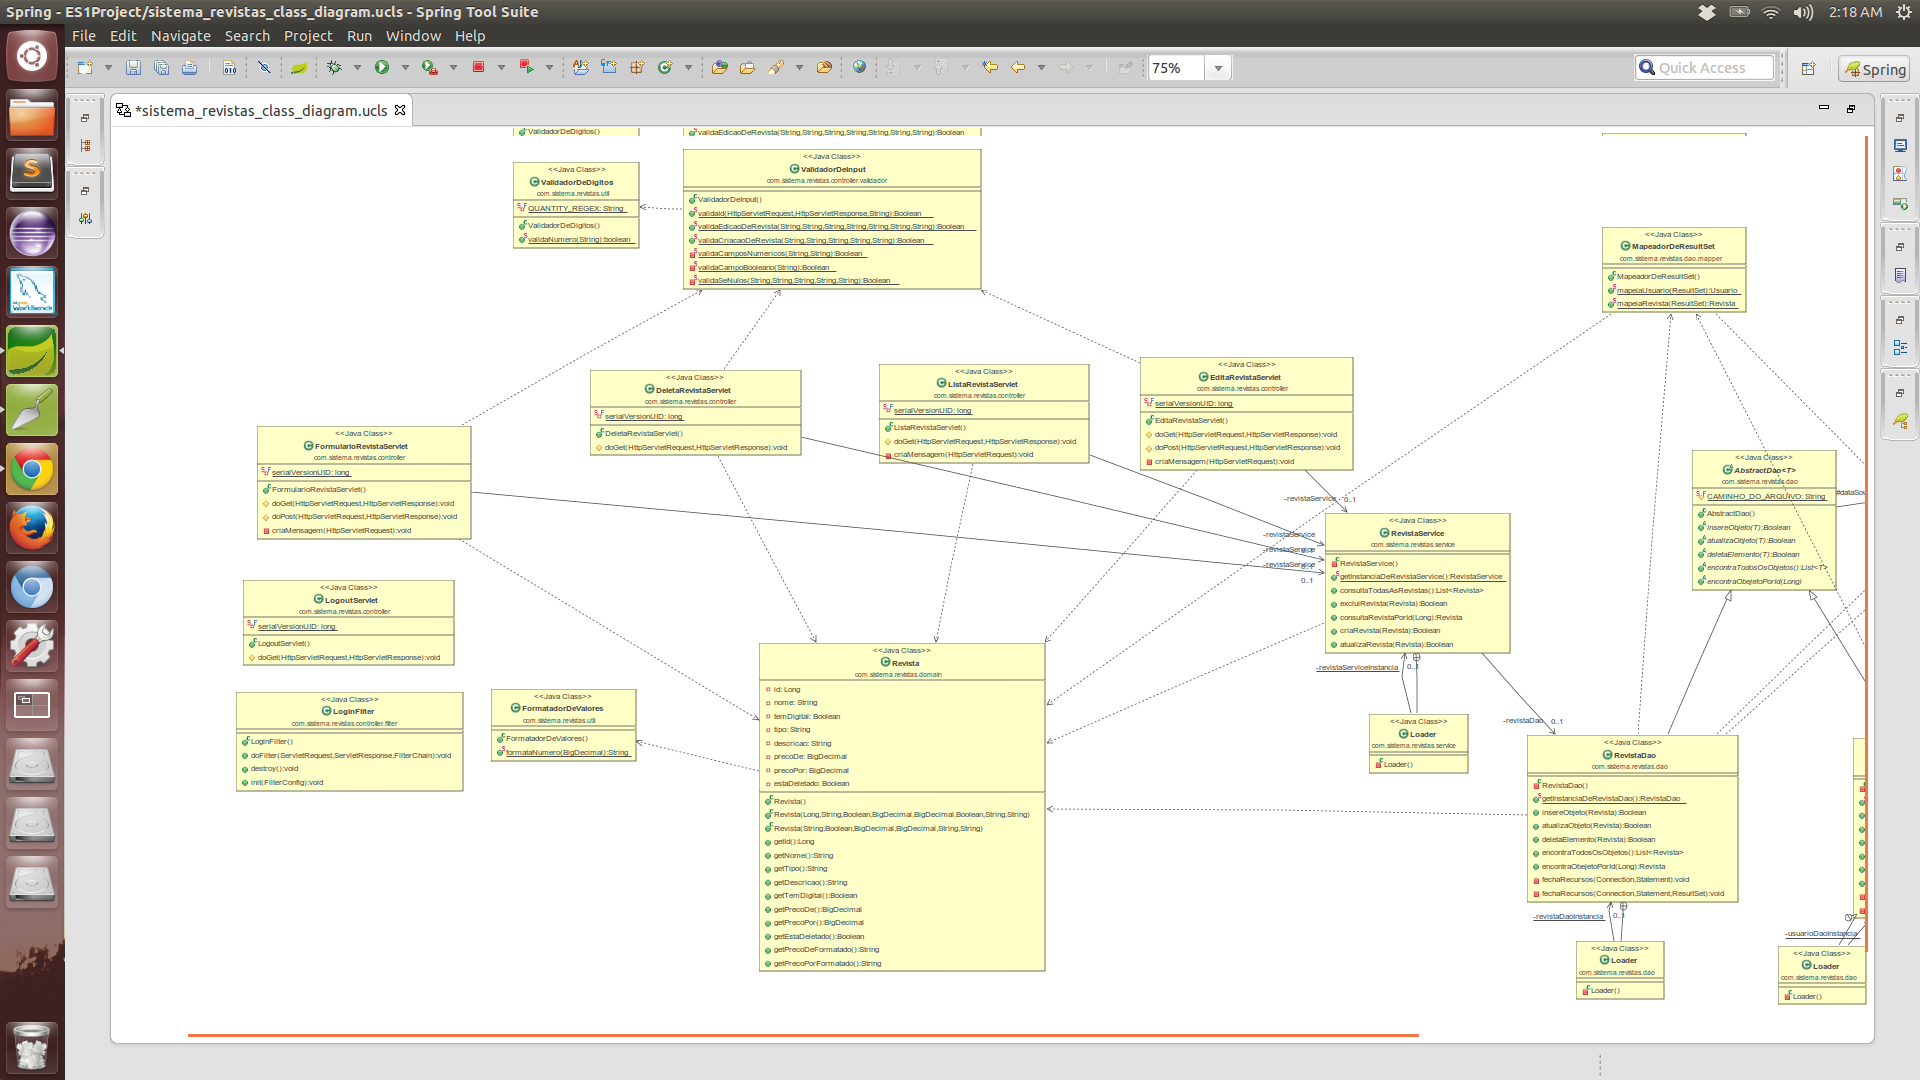 Spring - ES1Project/sistema_revistas_class_diagram.ucls - Spring Tool Suite
2:18 AM
File Edit Navigate Search Project Run Window Help
75%
Quick Access
Spring
*sistema_revistas_class_diagram.ucls
ValidadorDeDigitos()
validaEdicaoDeRevista(String,String,String,String,String,String,String):Boolean
<<Java Class>>
ValidadorDeDigitos
com.sistema.revistas.util
QUANTITY_REGEX: String
ValidadorDeDigitos()
validaNumero(String):boolean
<<Java Class>>
ValidadorDeInput
com.sistema.revistas.controller.validador
ValidadorDeInput()
validaId(HttpServletRequest,HttpServletResponse,String):Boolean
validaEdicaoDeRevista(String,String,String,String,String,String,String):Boolean
validaCriacaoDeRevista(String,String,String,String,String):Boolean
validaCamposNumericos(String,String):Boolean
validaCampoBooleano(String):Boolean
validaSeNulos(String,String,String,String,String):Boolean
<<Java Class>>
MapeadorDeResultSet
com.sistema.revistas.dao.mapper
MapeadorDeResultSet()
mapeiaUsuario(ResultSet):Usuario
mapeiaRevista(ResultSet):Revista
<<Java Class>>
FormularioRevistaServlet
com.sistema.revistas.controller
serialVersionUID: long
FormularioRevistaServlet()
doGet(HttpServletRequest,HttpServletResponse):void
doPost(HttpServletRequest,HttpServletResponse):void
criaMensagem(HttpServletRequest):void
<<Java Class>>
DeletaRevistaServlet
com.sistema.revistas.controller
serialVersionUID: long
DeletaRevistaServlet()
doGet(HttpServletRequest,HttpServletResponse):void
<<Java Class>>
ListaRevistaServlet
com.sistema.revistas.controller
serialVersionUID: long
ListaRevistaServlet()
doGet(HttpServletRequest,HttpServletResponse):void
criaMensagem(HttpServletRequest):void
<<Java Class>>
EditaRevistaServlet
com.sistema.revistas.controller
serialVersionUID: long
EditaRevistaServlet()
doGet(HttpServletRequest,HttpServletResponse):void
doPost(HttpServletRequest,HttpServletResponse):void
criaMensagem(HttpServletRequest):void
-revistaService 0..1
-revistaService
-revistaService
-revistaService
0..1
<<Java Class>>
RevistaService
com.sistema.revistas.service
RevistaService()
getInstanciaDeRevistaService():RevistaService
consultaTodasAsRevistas():List<Revista>
excluiRevista(Revista):Boolean
consultaRevistaPorId(Long):Revista
criaRevista(Revista):Boolean
atualizaRevista(Revista):Boolean
-revistaServiceInstancia 0..1
<<Java Class>>
AbstractDao<T>
com.sistema.revistas.dao
CAMINHO_DO_ARQUIVO: String
AbstractDao()
insereObjeto(T):Boolean
atualizaObjeto(T):Boolean
deletaElemento(T):Boolean
encontraTodosOsObjetos():List<T>
encontraObejetoPorId(Long)
#dataSou
<<Java Class>>
LogoutServlet
com.sistema.revistas.controller
serialVersionUID: long
LogoutServlet()
doGet(HttpServletRequest,HttpServletResponse):void
<<Java Class>>
LoginFilter
com.sistema.revistas.controller.filter
LoginFilter()
doFilter(ServletRequest,ServletResponse,FilterChain):void
destroy():void
init(FilterConfig):void
<<Java Class>>
FormatadorDeValores
com.sistema.revistas.util
FormatadorDeValores()
formataNumero(BigDecimal):String
<<Java Class>>
Revista
com.sistema.revistas.domain
id: Long
nome: String
temDigital: Boolean
tipo: String
descricao: String
precoDe: BigDecimal
precoPor: BigDecimal
estaDeletado: Boolean
Revista()
Revista(Long,String,Boolean,BigDecimal,BigDecimal,Boolean,String,String)
Revista(String,Boolean,BigDecimal,BigDecimal,String,String)
getId():Long
getNome():String
getTipo():String
getDescricao():String
getTemDigital():Boolean
getPrecoDe():BigDecimal
getPrecoPor():BigDecimal
getEstaDeletado():Boolean
getPrecoDeFormatado():String
getPrecoPorFormatado():String
<<Java Class>>
Loader
com.sistema.revistas.service
Loader()
-revistaDao 0..1
<<Java Class>>
RevistaDao
com.sistema.revistas.dao
RevistaDao()
getInstanciaDeRevistaDao():RevistaDao
insereObjeto(Revista):Boolean
atualizaObjeto(Revista):Boolean
deletaElemento(Revista):Boolean
encontraTodosOsObjetos():List<Revista>
encontraObejetoPorId(Long):Revista
fechaRecursos(Connection,Statement):void
fechaRecursos(Connection,Statement,ResultSet):void
-revistaDaoInstancia 0..1
<<Java Class>>
Loader
com.sistema.revistas.dao
Loader()
-usuarioDaoInstancia
<<Java Class>>
Loader
com.sistema.revistas.dao
Loader()